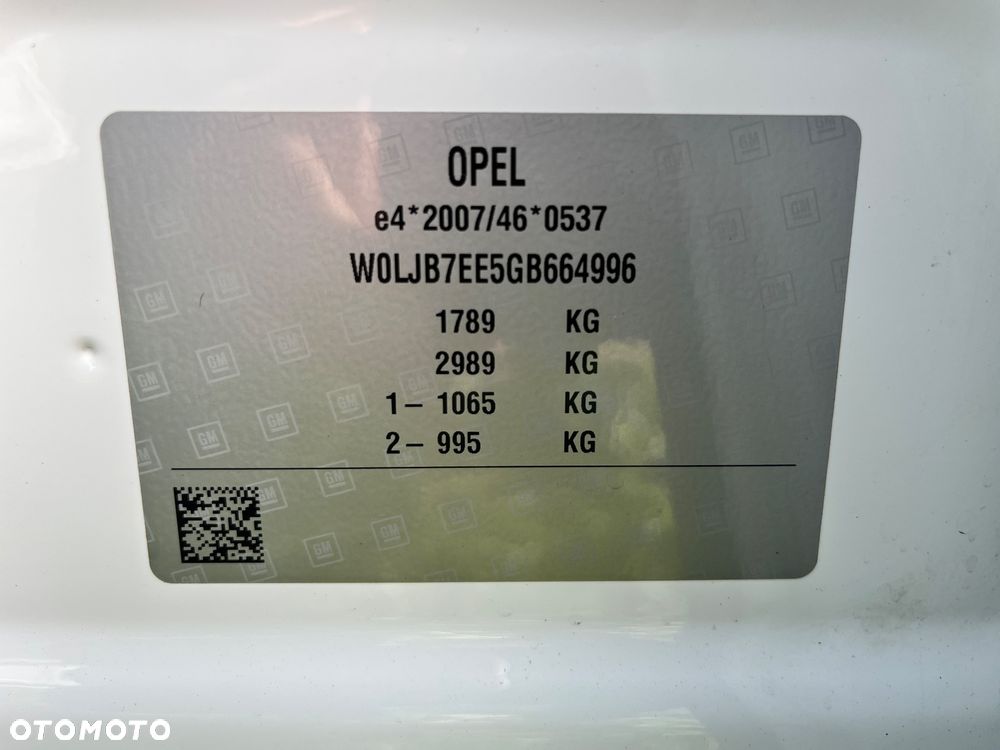 OPEL
e4*2007/46*0537
W0LJB7EE5GB664996
1789 KG
2989 KG
1– 1065 KG
2– 995 KG
OTOMOTO